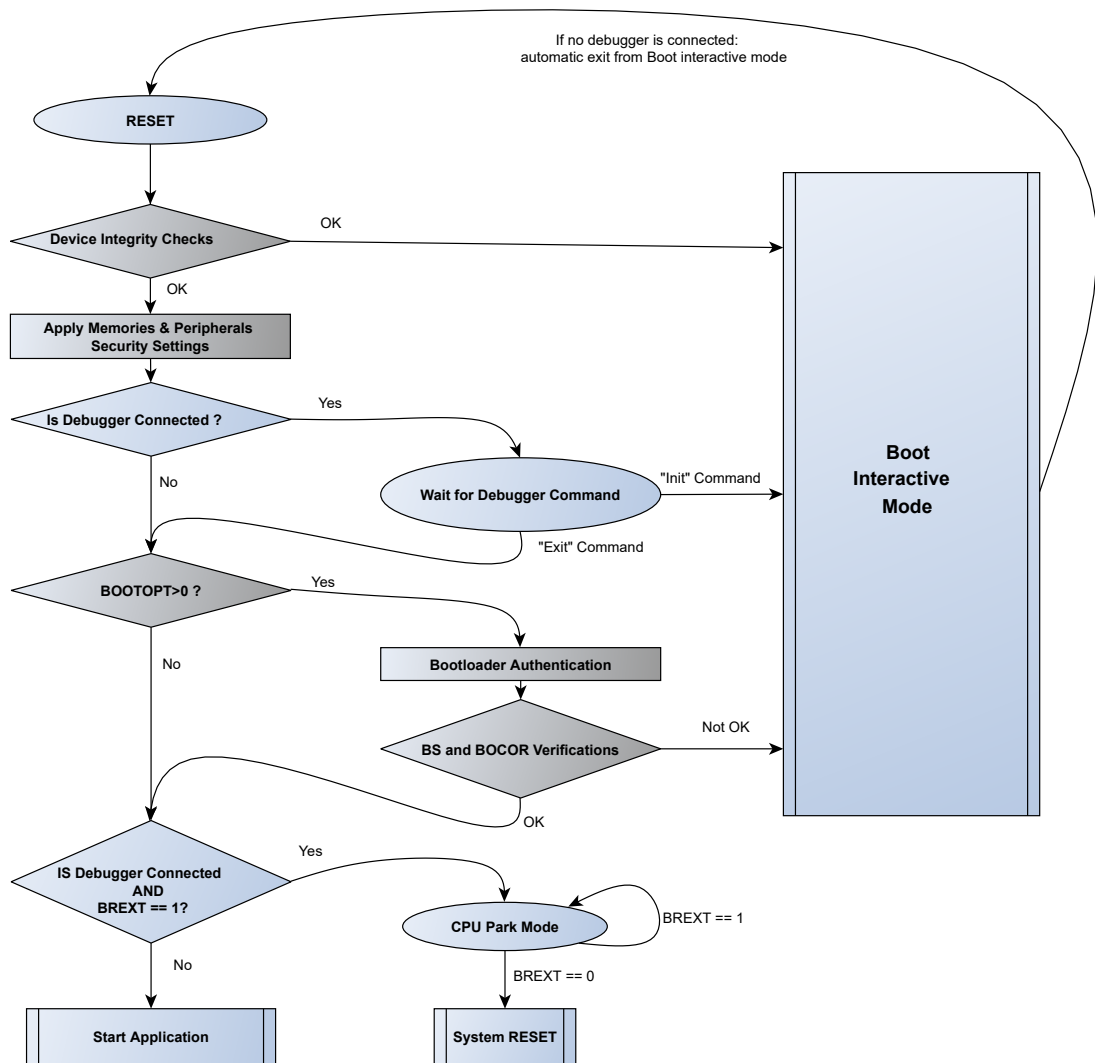 If no debugger is connected:
automatic exit from Boot interactive mode
RESET
Device Integrity Checks
OK
OK
Apply Memories & Peripherals
Security Settings
Is Debugger Connected ?
Yes
No
Wait for Debugger Command
"Init" Command
"Exit" Command
Boot
Interactive
Mode
BOOTOPT>0 ?
Yes
No
Bootloader Authentication
BS and BOCOR Verifications
Not OK
OK
IS Debugger Connected
AND
BREXT == 1?
Yes
No
CPU Park Mode
BREXT == 1
BREXT == 0
Start Application
System RESET